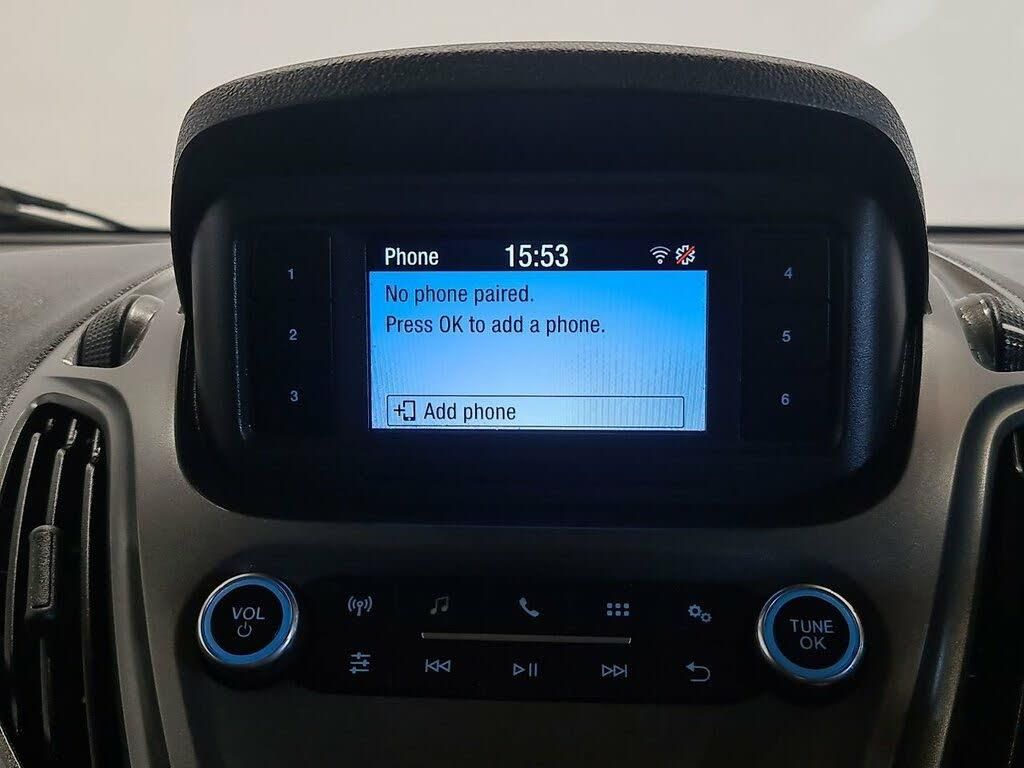 Phone 15:53
No phone paired.
Press OK to add a phone.
Add phone
1
2
3
4
5
6
VOL
TUNE
OK